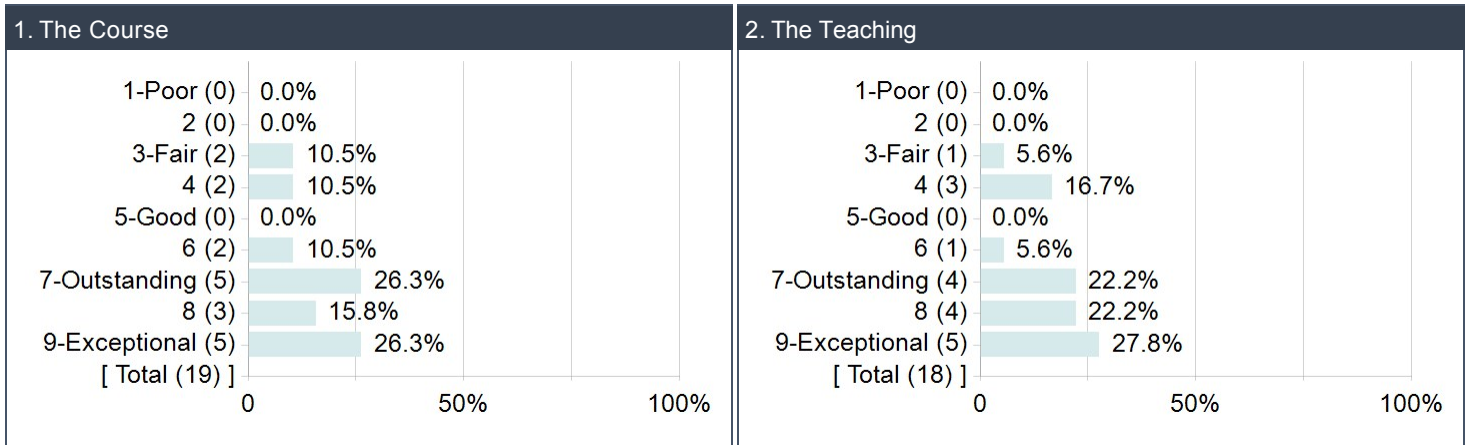 1. The Course
1-Poor (0) 0.0%
2 (0) 0.0%
3-Fair (2) 10.5%
4 (2) 10.5%
5-Good (0) 0.0%
6 (2) 10.5%
7-Outstanding (5) 26.3%
8 (3) 15.8%
9-Exceptional (5) 26.3%
[ Total (19) ]
0 50% 100%
2. The Teaching
1-Poor (0) 0.0%
2 (0) 0.0%
3-Fair (1) 5.6%
4 (3) 16.7%
5-Good (0) 0.0%
6 (1) 5.6%
7-Outstanding (4) 22.2%
8 (4) 22.2%
9-Exceptional (5) 27.8%
[ Total (18) ]
0 50% 100%